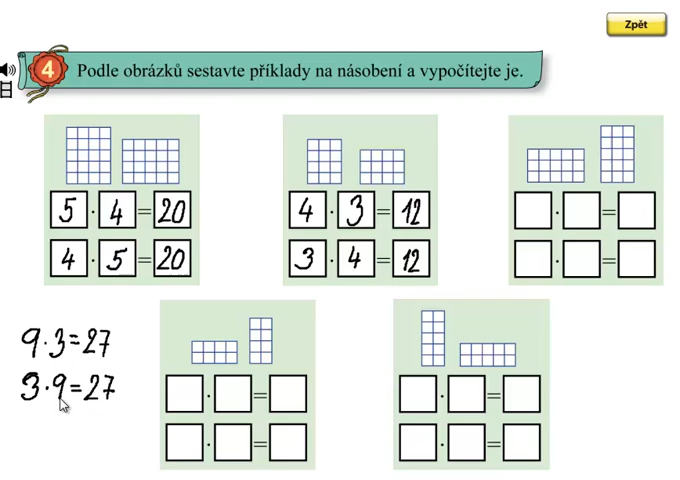 Zpět
4 Podle obrázků sestavte příklady na násobení a vypočítejte je.
5 · 4 = 20
4 · 5 = 20
4 · 3 = 12
3 · 4 = 12
· =
· =
9·3=27
3·9=27
· =
· =
· =
· =